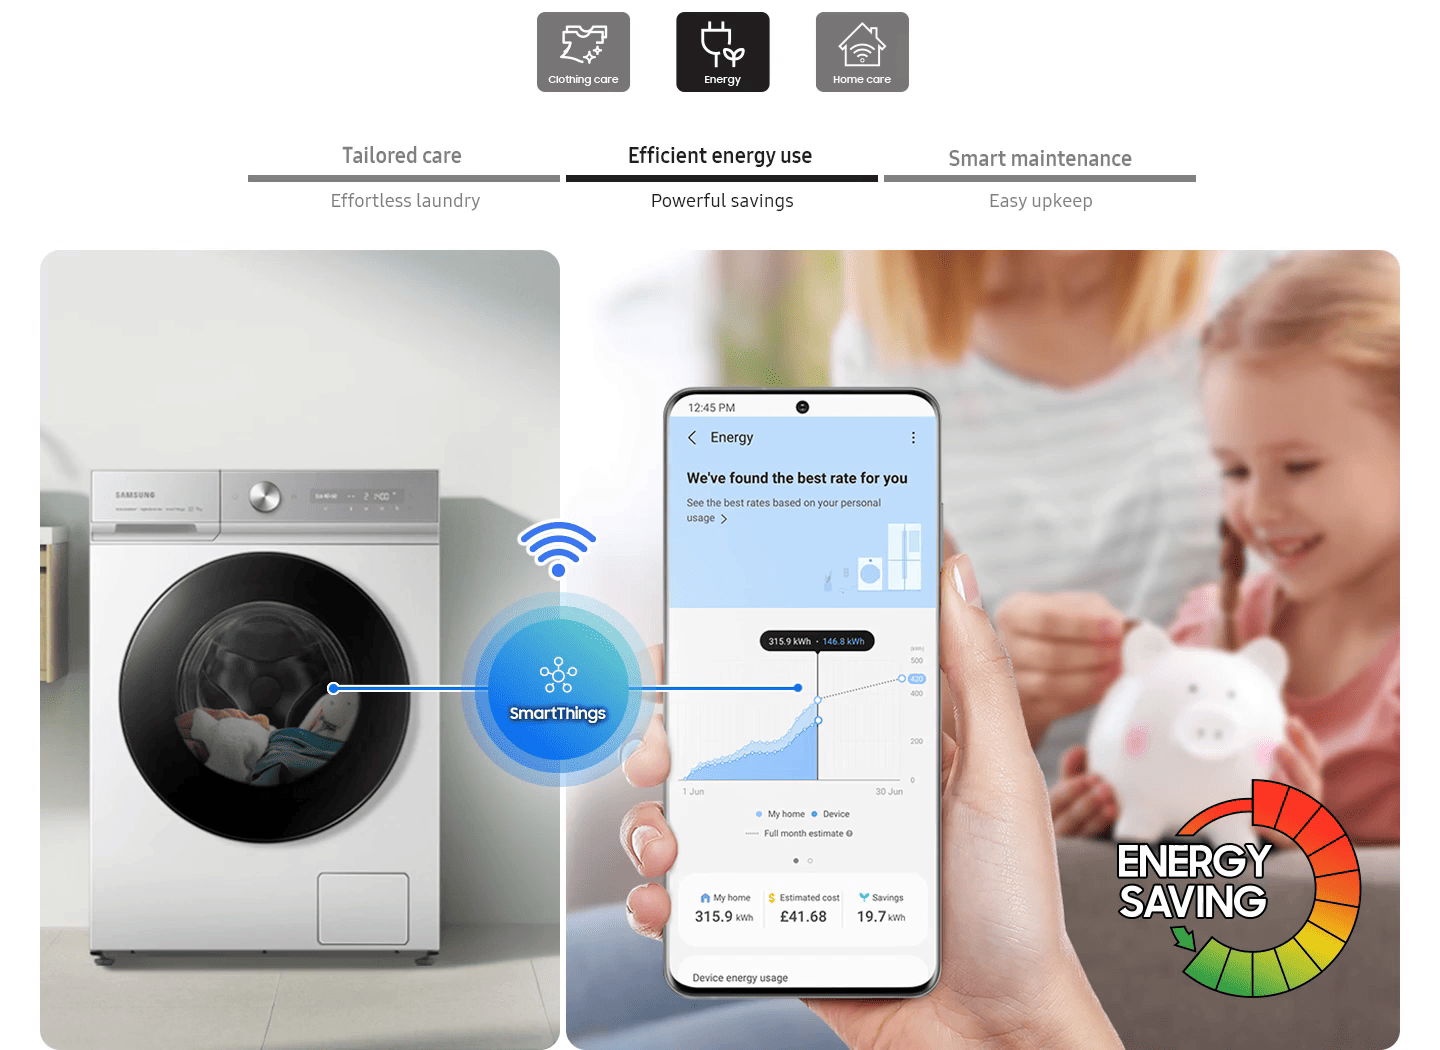 Clothing care
Energy
Home care
Tailored care
Efficient energy use
Smart maintenance
Effortless laundry
Powerful savings
Easy upkeep
SAMSUNG
SmartThings
12:45 PM
Energy
We've found the best rate for you
See the best rates based on your personal
usage
315.9 kWh • 146.8 kWh
(kWh)
500
420
400
200
0
1 Jun
30 Jun
My home
Device
Full month estimate
My home
Estimated cost
Savings
315.9 kWh
£41.68
19.7 kWh
Device energy usage
ENERGY
SAVING